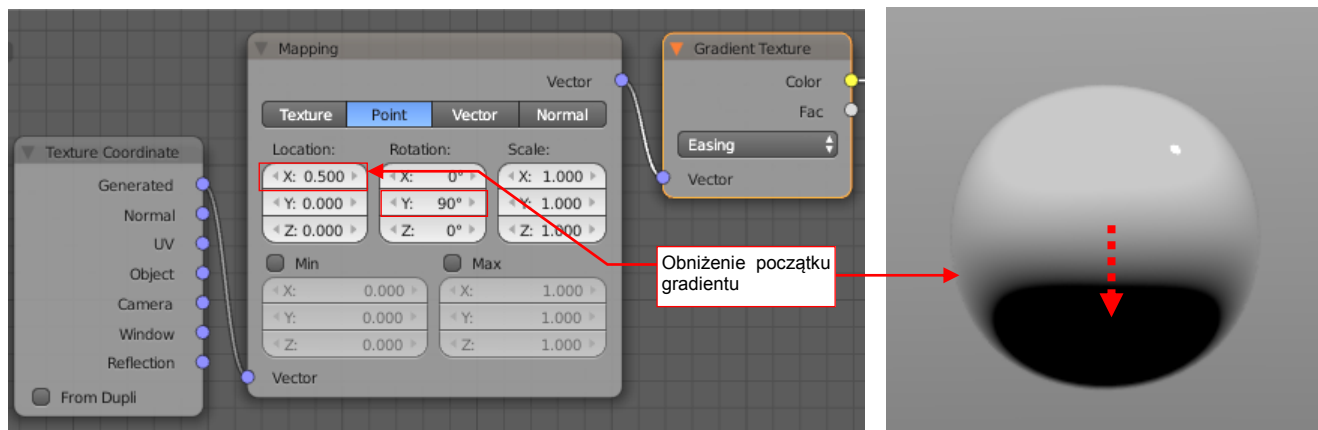 Texture Coordinate
Generated
Normal
UV
Object
Camera
Window
Reflection
From Dupli
Mapping
Vector
Texture Point Vector Normal
Location: Rotation: Scale:
X: 0.500 X: 0° X: 1.000
Y: 0.000 Y: 90° Y: 1.000
Z: 0.000 Z: 0° Z: 1.000
Min Max
X: 0.000 X: 1.000
Y: 0.000 Y: 1.000
Z: 0.000 Z: 1.000
Vector
Gradient Texture
Color
Fac
Easing
Vector
Obniżenie początku
gradientu